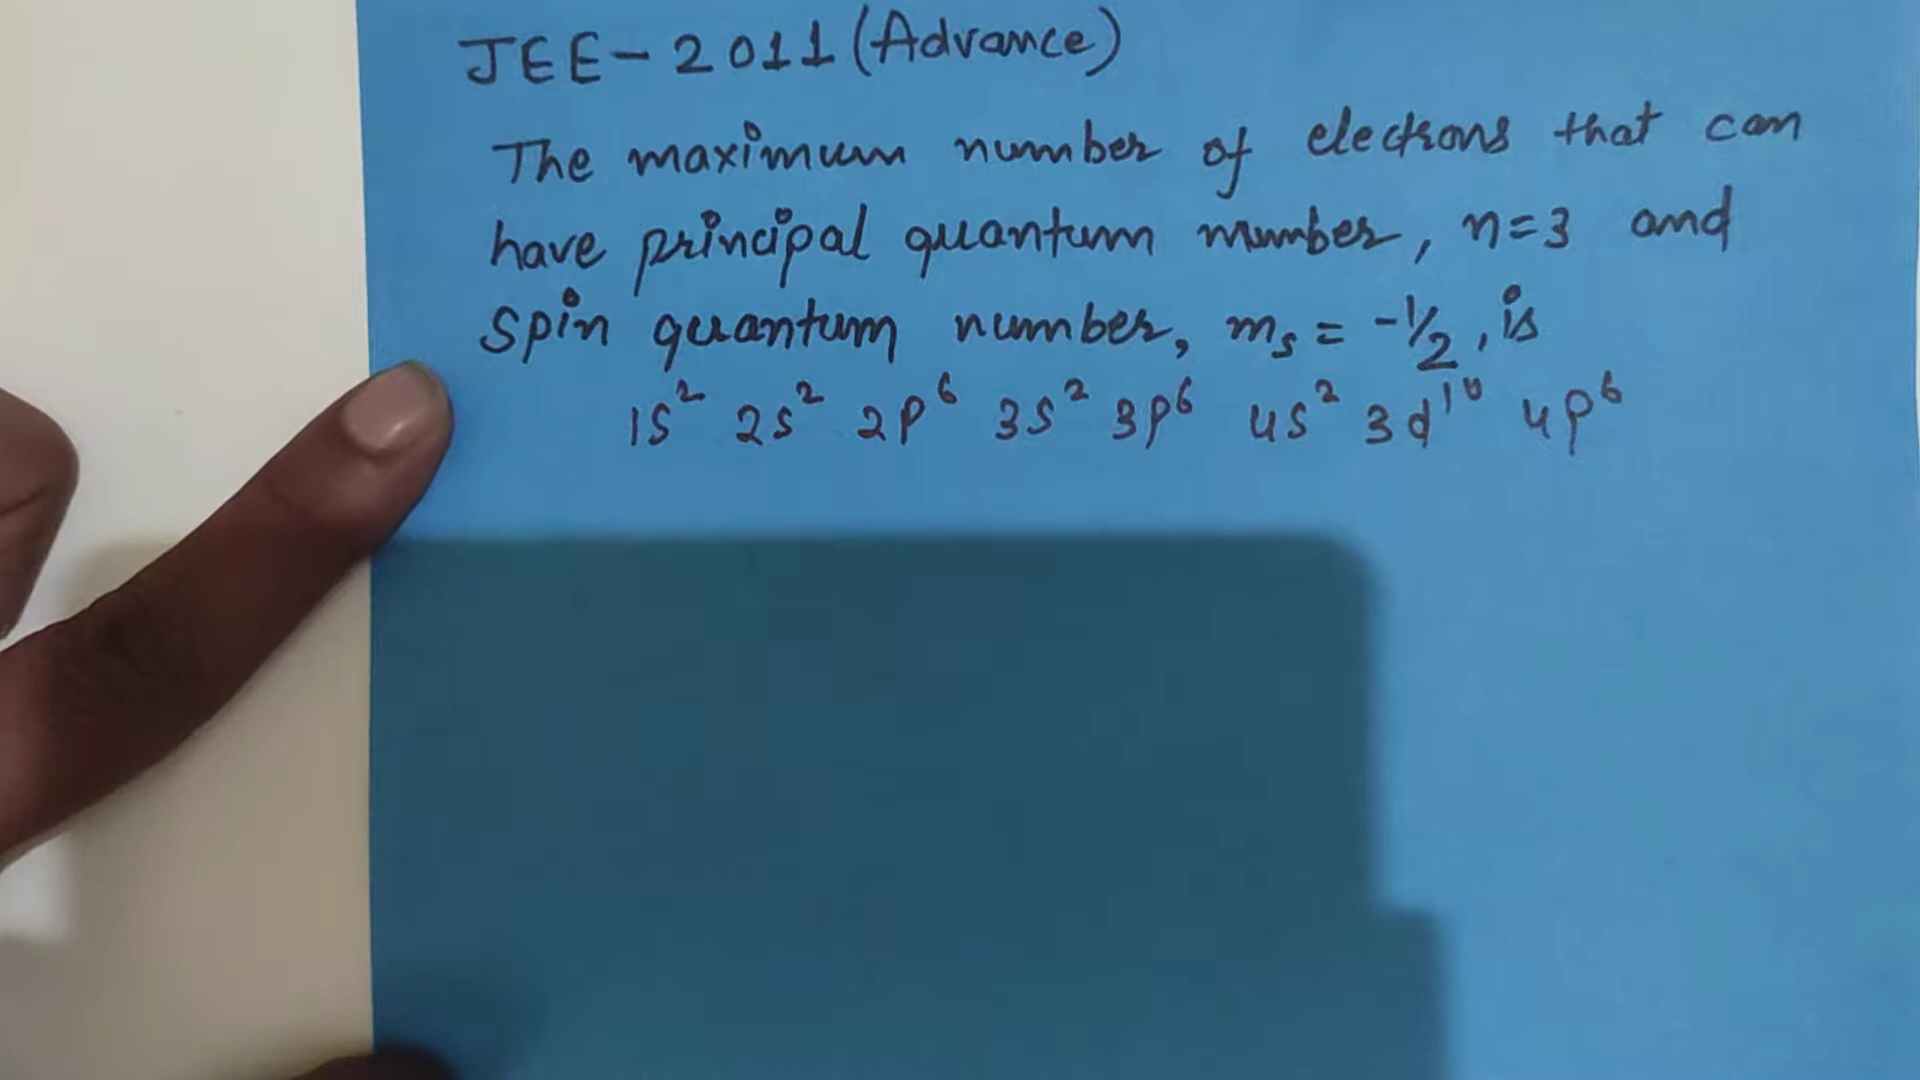 JEE-2011 (Advance)
The maximum number of electrons that can
have principal quantum number, n=3 and
spin quantum number, ms = -1/2, is
1s² 2s² 2p⁶ 3s² 3p⁶ 4s² 3d¹⁰ 4p⁶